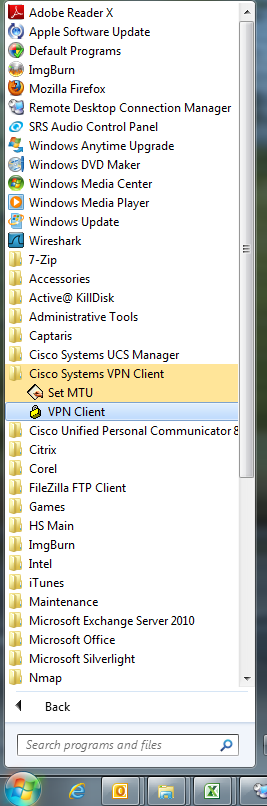 Adobe Reader X
Apple Software Update
Default Programs
ImgBurn
Mozilla Firefox
Remote Desktop Connection Manager
SRS Audio Control Panel
Windows Anytime Upgrade
Windows DVD Maker
Windows Media Center
Windows Media Player
Windows Update
Wireshark
7-Zip
Accessories
Active@ KillDisk
Administrative Tools
Captaris
Cisco Systems UCS Manager
Cisco Systems VPN Client
Set MTU
VPN Client
Cisco Unified Personal Communicator 8
Citrix
Corel
FileZilla FTP Client
Games
HS Main
ImgBurn
Intel
iTunes
Maintenance
Microsoft Exchange Server 2010
Microsoft Office
Microsoft Silverlight
Nmap
Back
Search programs and files